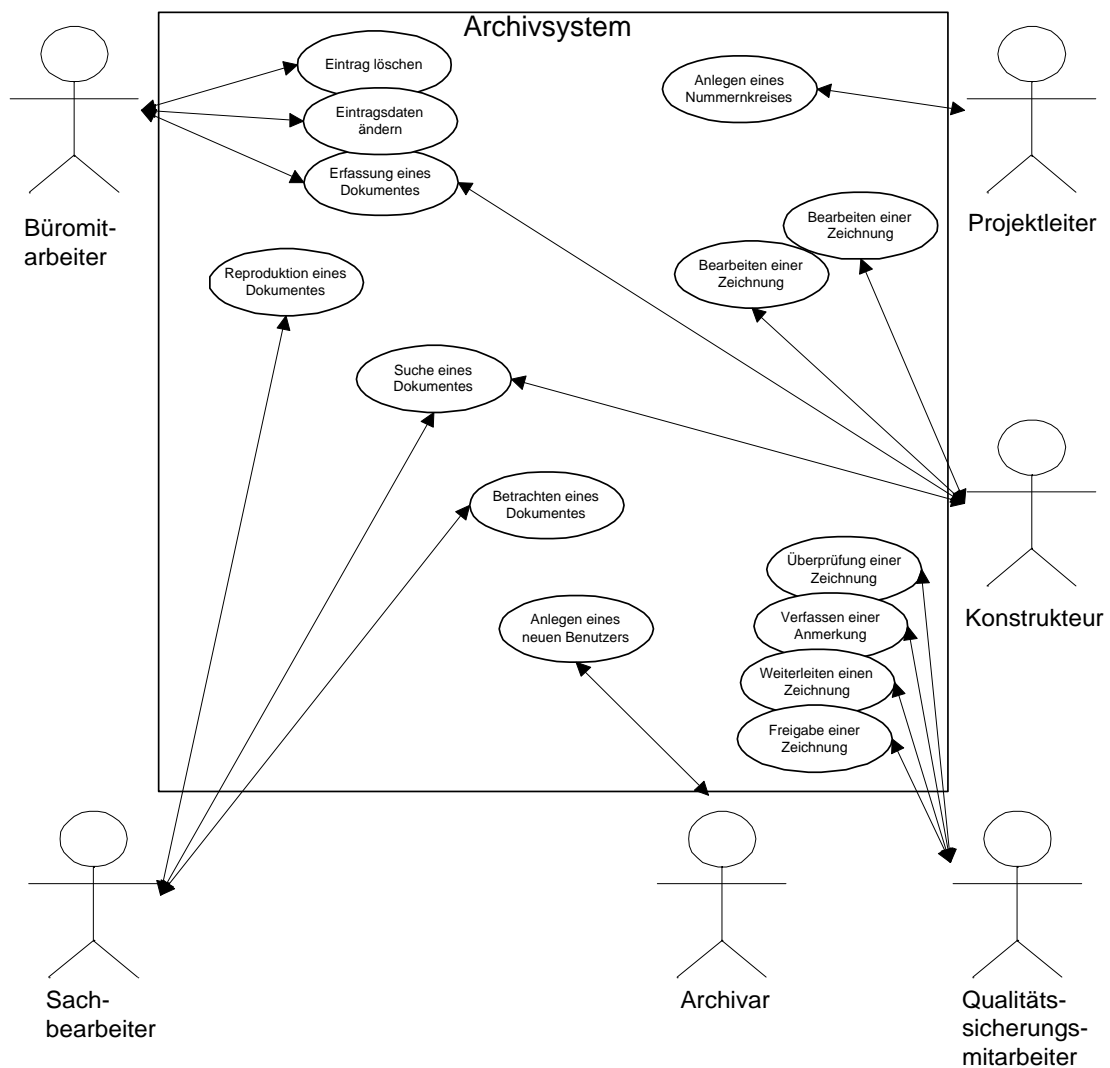 Archivsystem
Eintrag löschen
Eintragsdaten
ändern
Erfassung eines
Dokumentes
Anlegen eines
Nummernkreises
Büromit-
arbeiter
Projektleiter
Bearbeiten einer
Zeichnung
Bearbeiten einer
Zeichnung
Reproduktion eines
Dokumentes
Suche eines
Dokumentes
Betrachten eines
Dokumentes
Konstrukteur
Überprüfung einer
Zeichnung
Verfassen einer
Anmerkung
Weiterleiten einen
Zeichnung
Freigabe einer
Zeichnung
Anlegen eines
neuen Benutzers
Sach-
bearbeiter
Archivar
Qualitäts-
sicherungs-
mitarbeiter